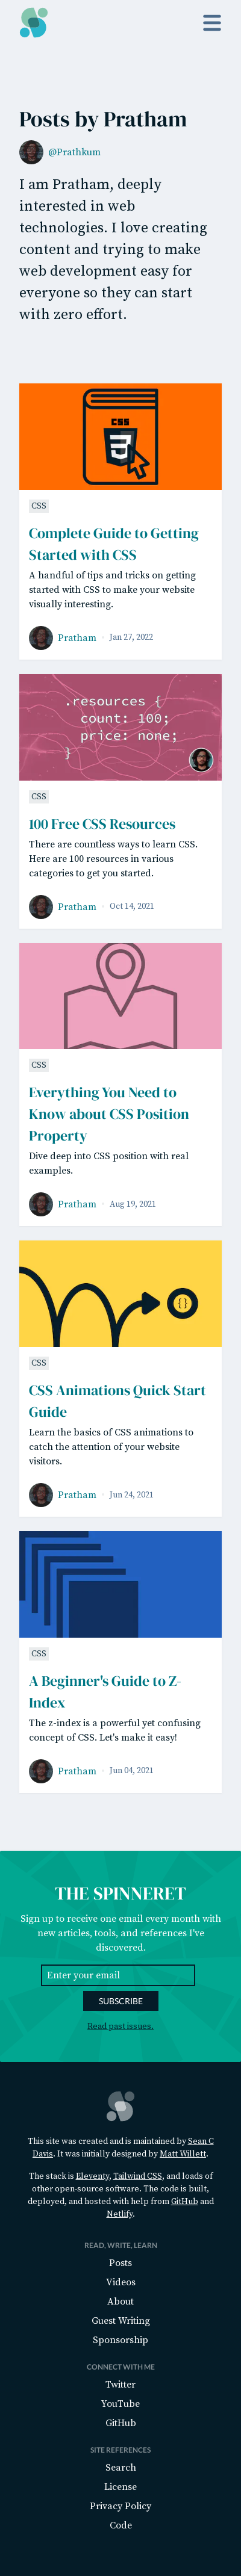 Posts by Pratham
@Prathkum
I am Pratham, deeply
interested in web
technologies. I love creating
content and trying to make
web development easy for
everyone so they can start
with zero effort.
CSS
CSS
Complete Guide to Getting
Started with CSS
A handful of tips and tricks on getting
started with CSS to make your website
visually interesting.
Pratham · Jan 27, 2022
.resources {
count: 100;
price: none;
}
CSS
100 Free CSS Resources
There are countless ways to learn CSS.
Here are 100 resources in various
categories to get you started.
Pratham · Oct 14, 2021
CSS
Everything You Need to
Know about CSS Position
Property
Dive deep into CSS position with real
examples.
Pratham · Aug 19, 2021
{ }
CSS
CSS Animations Quick Start
Guide
Learn the basics of CSS animations to
catch the attention of your website
visitors.
Pratham · Jun 24, 2021
CSS
A Beginner's Guide to Z-
Index
The z-index is a powerful yet confusing
concept of CSS. Let's make it easy!
Pratham · Jun 04, 2021
THE SPINNERET
Sign up to receive one email every month with
new articles, tools, and references I've
discovered.
Enter your email
SUBSCRIBE
Read past issues.
This site was created and is maintained by Sean C
Davis. It was initially designed by Matt Willett.
The stack is Eleventy, Tailwind CSS, and loads of
other open-source software. The code is built,
deployed, and hosted with help from GitHub and
Netlify.
READ, WRITE, LEARN
Posts
Videos
About
Guest Writing
Sponsorship
CONNECT WITH ME
Twitter
YouTube
GitHub
SITE REFERENCES
Search
License
Privacy Policy
Code